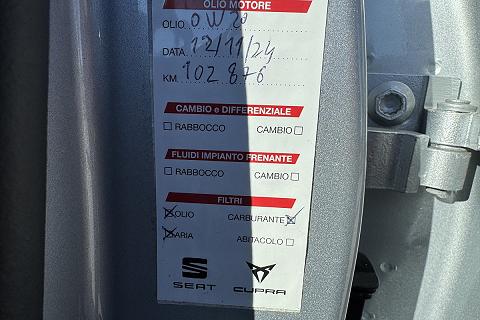 OLIO MOTORE
OLIO 0W20
DATA 12/11/24
KM. 102 876
CAMBIO e DIFFERENZIALE
RABBOCCO CAMBIO
FLUIDI IMPIANTO FRENANTE
RABBOCCO CAMBIO
FILTRI
OLIO CARBURANTE
ARIA ABITACOLO
SEAT CUPRA